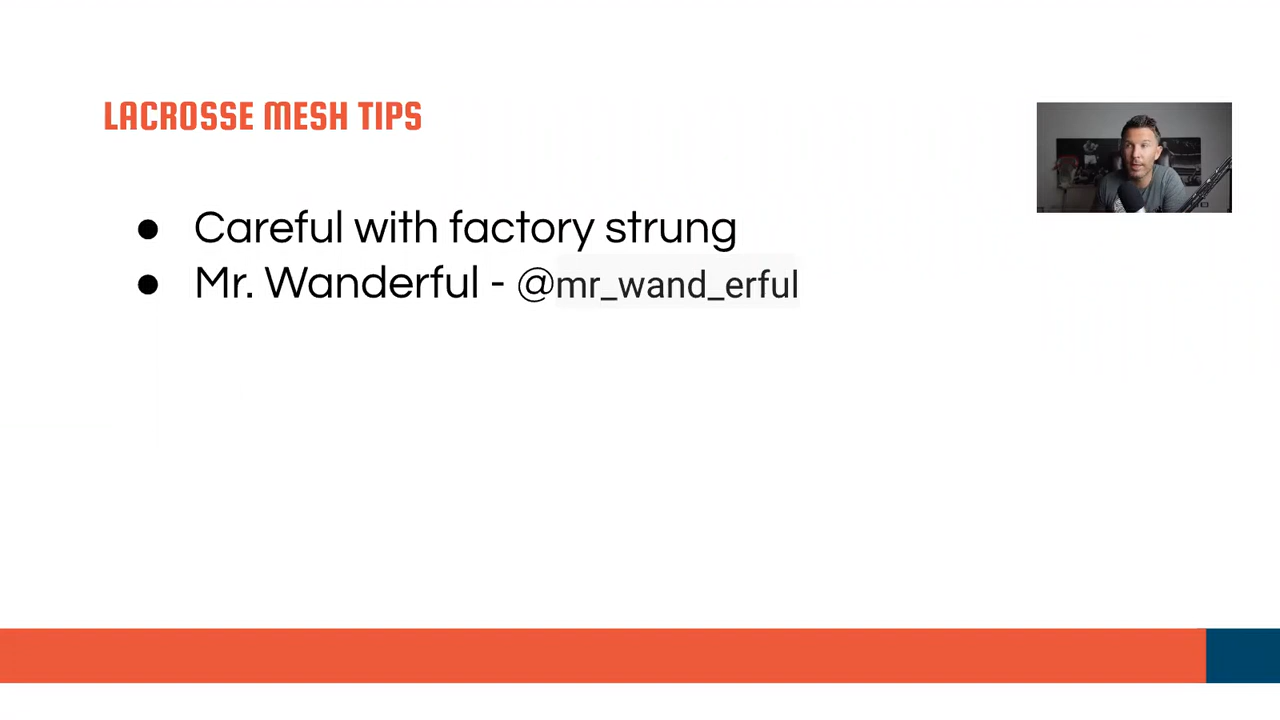 LACROSSE MESH TIPS
● Careful with factory strung
● Mr. Wanderful - @mr_wand_erful